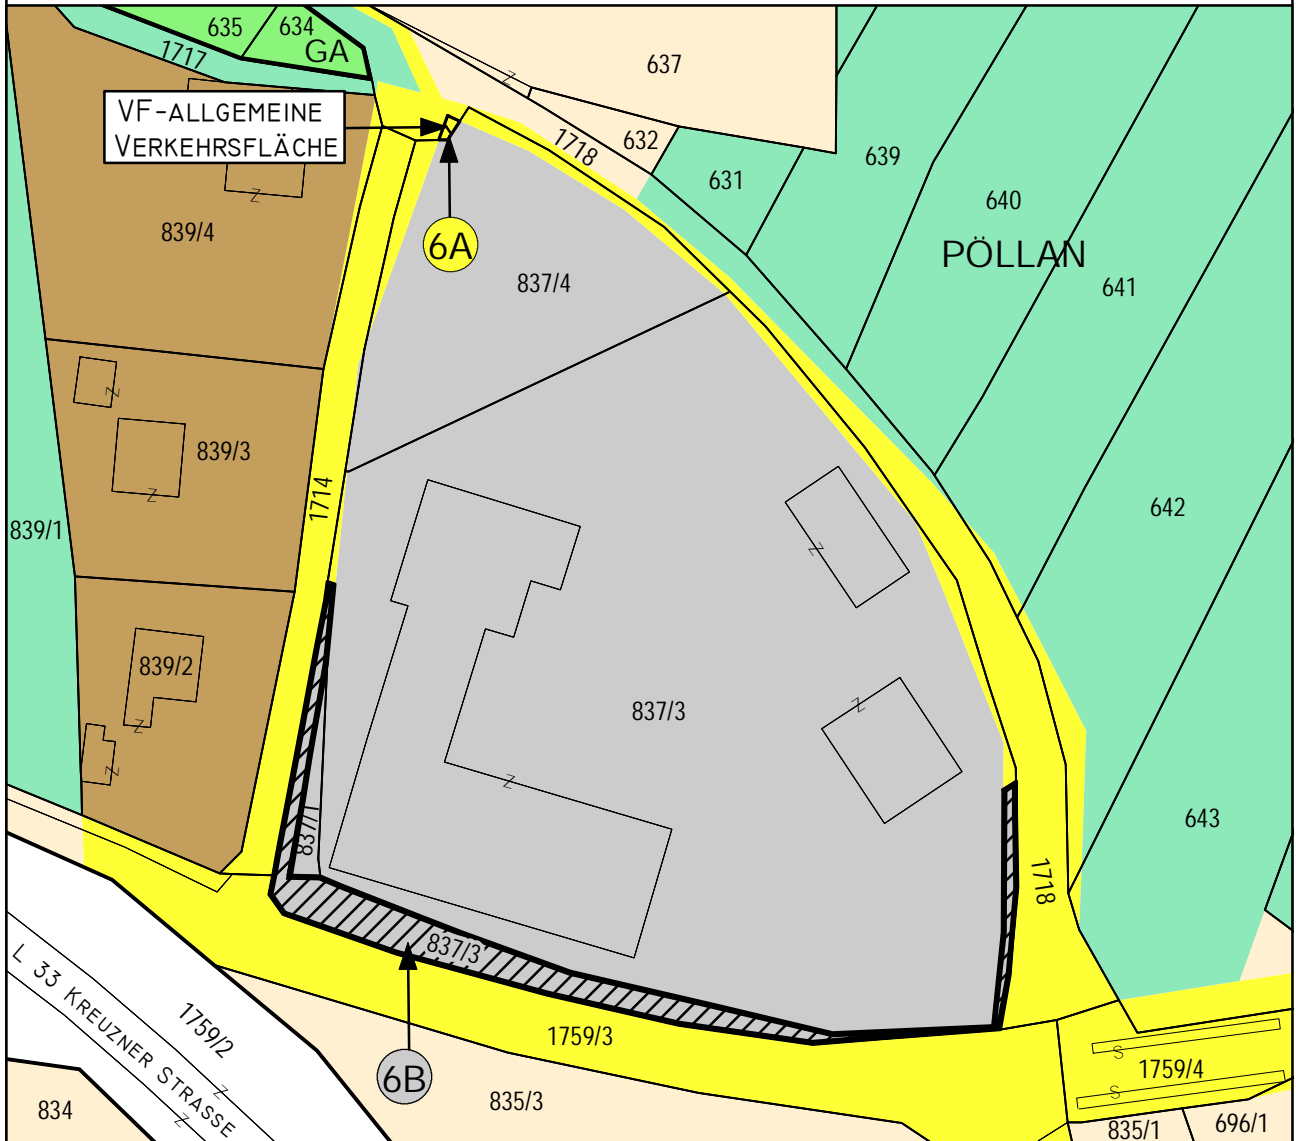 635
634
GA
1717
637
VF-ALLGEMEINE
VERKEHRSFLÄCHE
Z
1718
632
639
631
640
Z
839/4
6A
PÖLLAN
837/4
641
Z
839/3
Z
1714
642
839/1
Z
839/2
837/3
Z
Z
Z
Z
643
837/1
1718
837/3
L 33 KREUZNER STRASSE
1759/2
1759/3
S
1759/4
6B
Z
S
835/3
834
Z
835/1
696/1